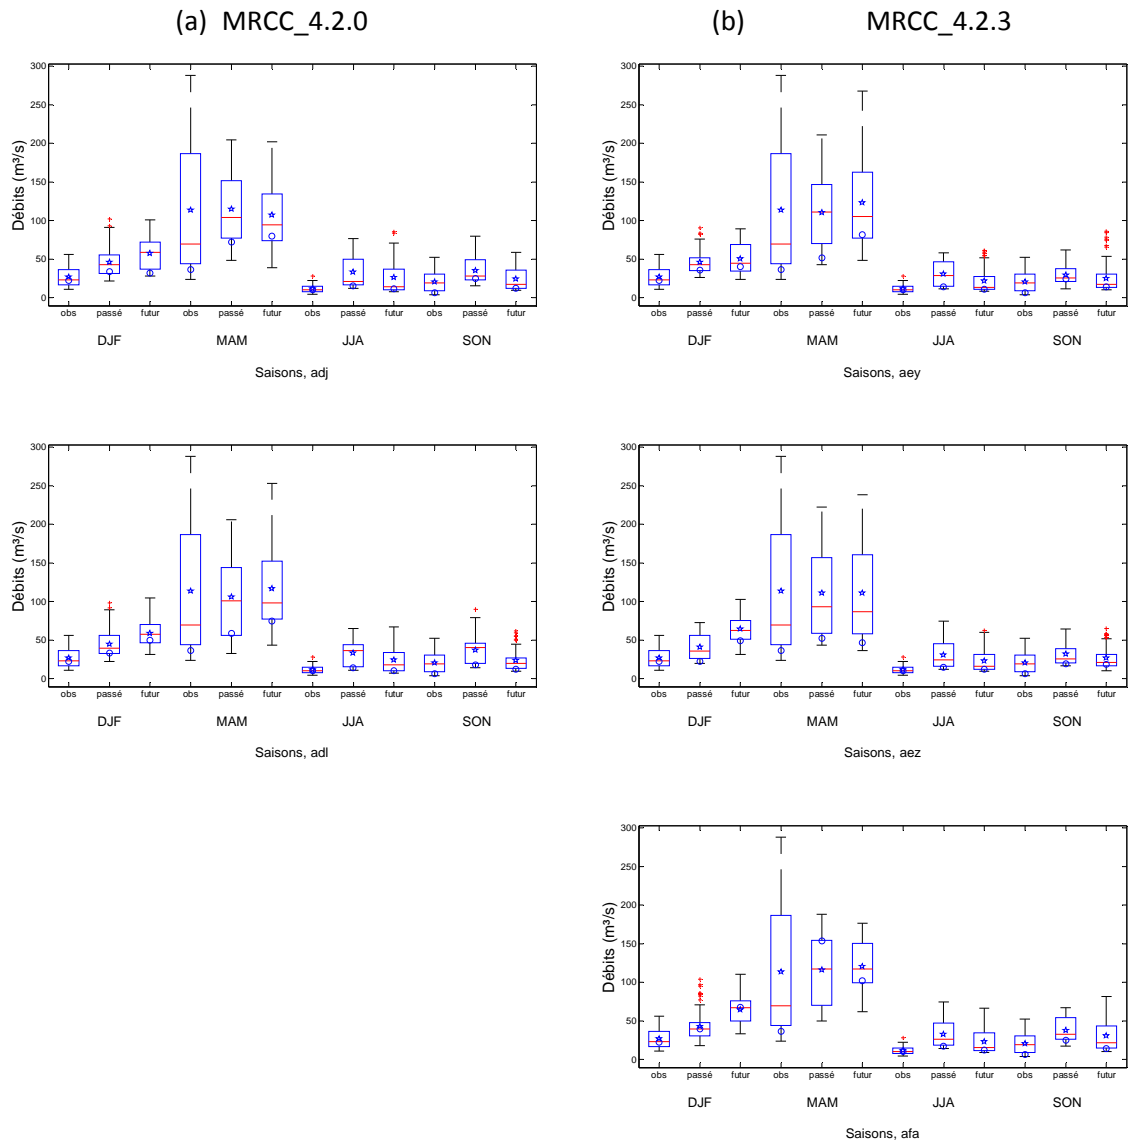 (a) MRCC_4.2.0
(b) MRCC_4.2.3
300
250
200
150
100
50
0
Débits (m³/s)
obs passé futur obs passé futur obs passé futur obs passé futur
DJF MAM JJA SON
Saisons, adj
300
250
200
150
100
50
0
Débits (m³/s)
obs passé futur obs passé futur obs passé futur obs passé futur
DJF MAM JJA SON
Saisons, aey
300
250
200
150
100
50
0
Débits (m³/s)
obs passé futur obs passé futur obs passé futur obs passé futur
DJF MAM JJA SON
Saisons, adl
300
250
200
150
100
50
0
Débits (m³/s)
obs passé futur obs passé futur obs passé futur obs passé futur
DJF MAM JJA SON
Saisons, aez
300
250
200
150
100
50
0
Débits (m³/s)
obs passé futur obs passé futur obs passé futur obs passé futur
DJF MAM JJA SON
Saisons, afa